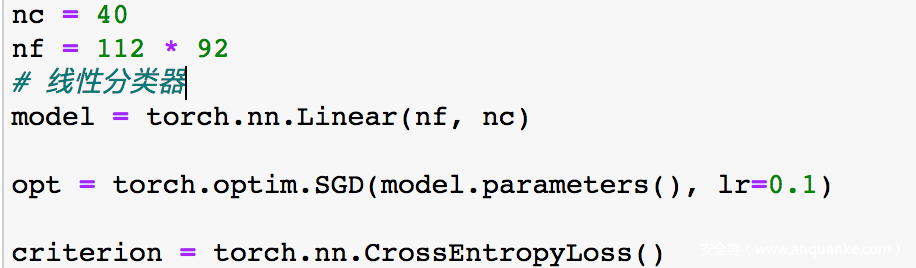 nc = 40
nf = 112 * 92
# 线性分类器
model = torch.nn.Linear(nf, nc)
opt = torch.optim.SGD(model.parameters(), lr=0.1)
criterion = torch.nn.CrossEntropyLoss()
安全客（www.anquanke.com）